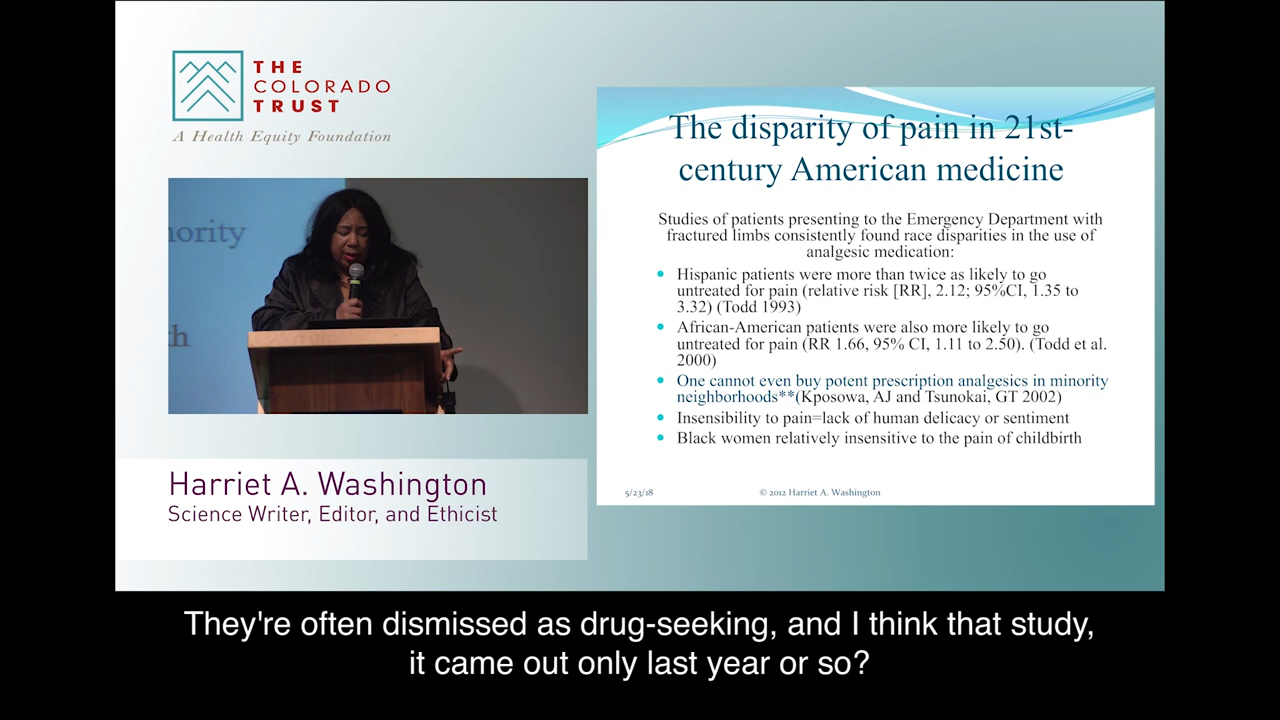 THE
COLORADO
TRUST
A Health Equity Foundation
ority
th
Harriet A. Washington
Science Writer, Editor, and Ethicist
The disparity of pain in 21st-
century American medicine
Studies of patients presenting to the Emergency Department with
fractured limbs consistently found race disparities in the use of
analgesic medication:
Hispanic patients were more than twice as likely to go
untreated for pain (relative risk [RR], 2.12; 95%CI, 1.35 to
3.32) (Todd 1993)
African-American patients were also more likely to go
untreated for pain (RR 1.66, 95% CI, 1.11 to 2.50). (Todd et al.
2000)
One cannot even buy potent prescription analgesics in minority
neighborhoods**(Kposowa, AJ and Tsunokai, GT 2002)
Insensibility to pain=lack of human delicacy or sentiment
Black women relatively insensitive to the pain of childbirth
5/23/18
© 2012 Harriet A. Washington
They're often dismissed as drug-seeking, and I think that study,
it came out only last year or so?